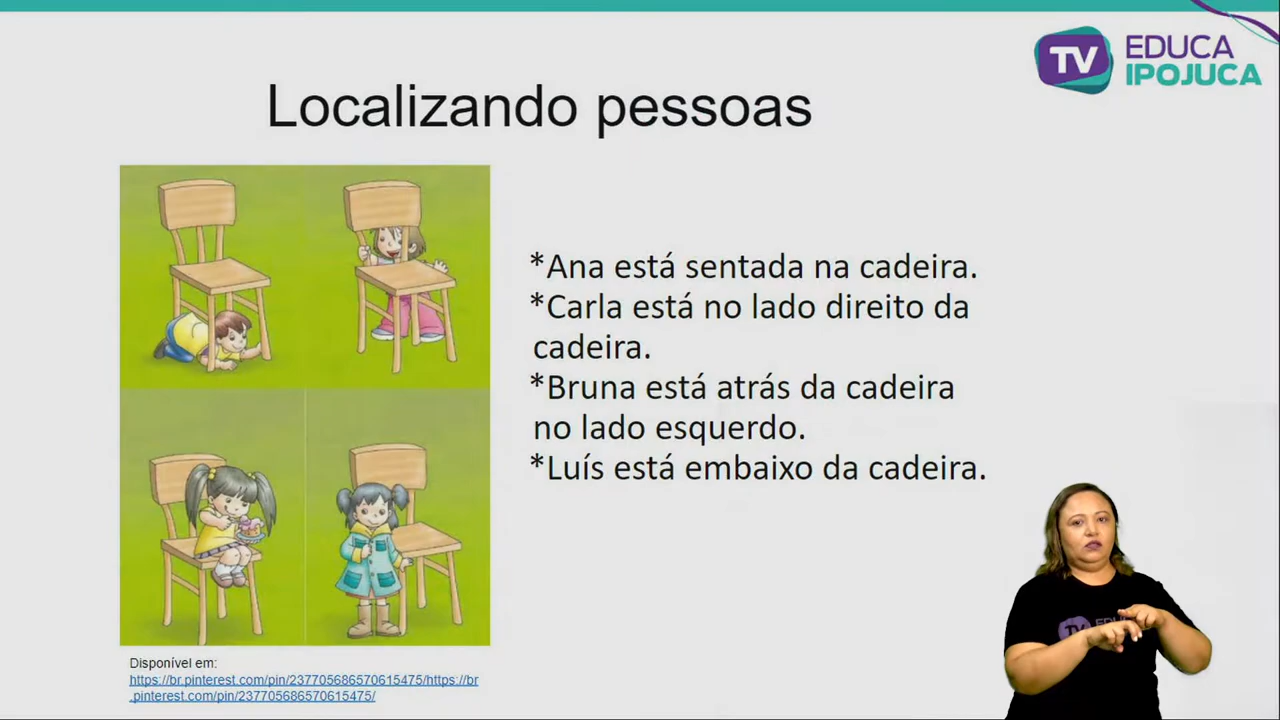 TV EDUCA
IPOJUCA
Localizando pessoas
*Ana está sentada na cadeira.
*Carla está no lado direito da
cadeira.
*Bruna está atrás da cadeira
no lado esquerdo.
*Luís está embaixo da cadeira.
Disponível em:
https://br.pinterest.com/pin/237705686570615475/https://br
.pinterest.com/pin/237705686570615475/
TV